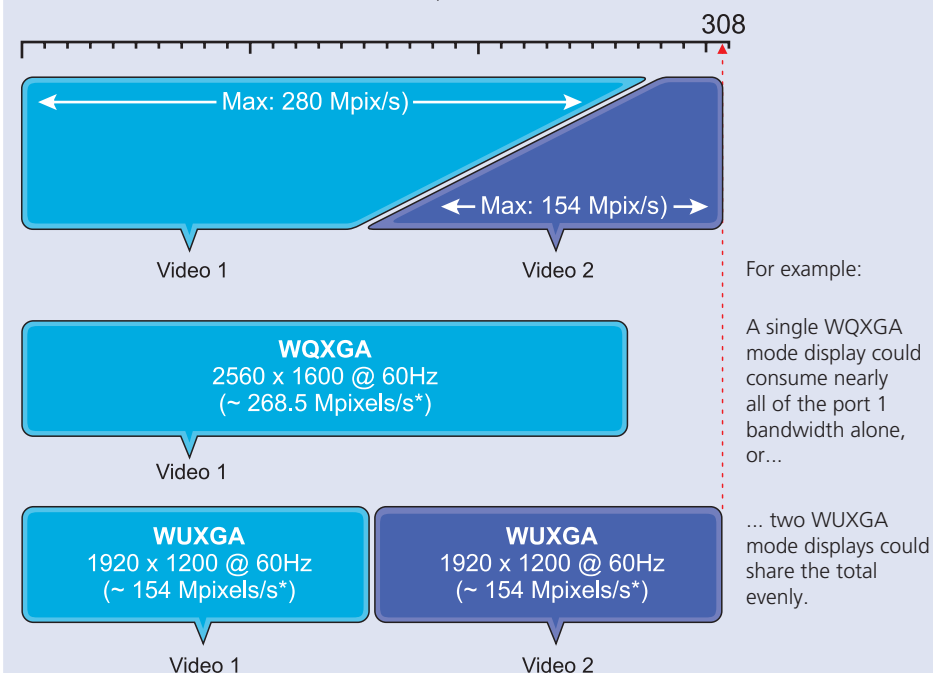 308
Max: 280 Mpix/s)
Max: 154 Mpix/s)
Video 1
Video 2
For example:
A single WQXGA
mode display could
consume nearly
all of the port 1
bandwidth alone,
or...
WQXGA
2560 x 1600 @ 60Hz
(~ 268.5 Mpixels/s*)
Video 1
... two WUXGA
mode displays could
share the total
evenly.
WUXGA
1920 x 1200 @ 60Hz
(~ 154 Mpixels/s*)
WUXGA
1920 x 1200 @ 60Hz
(~ 154 Mpixels/s*)
Video 1
Video 2